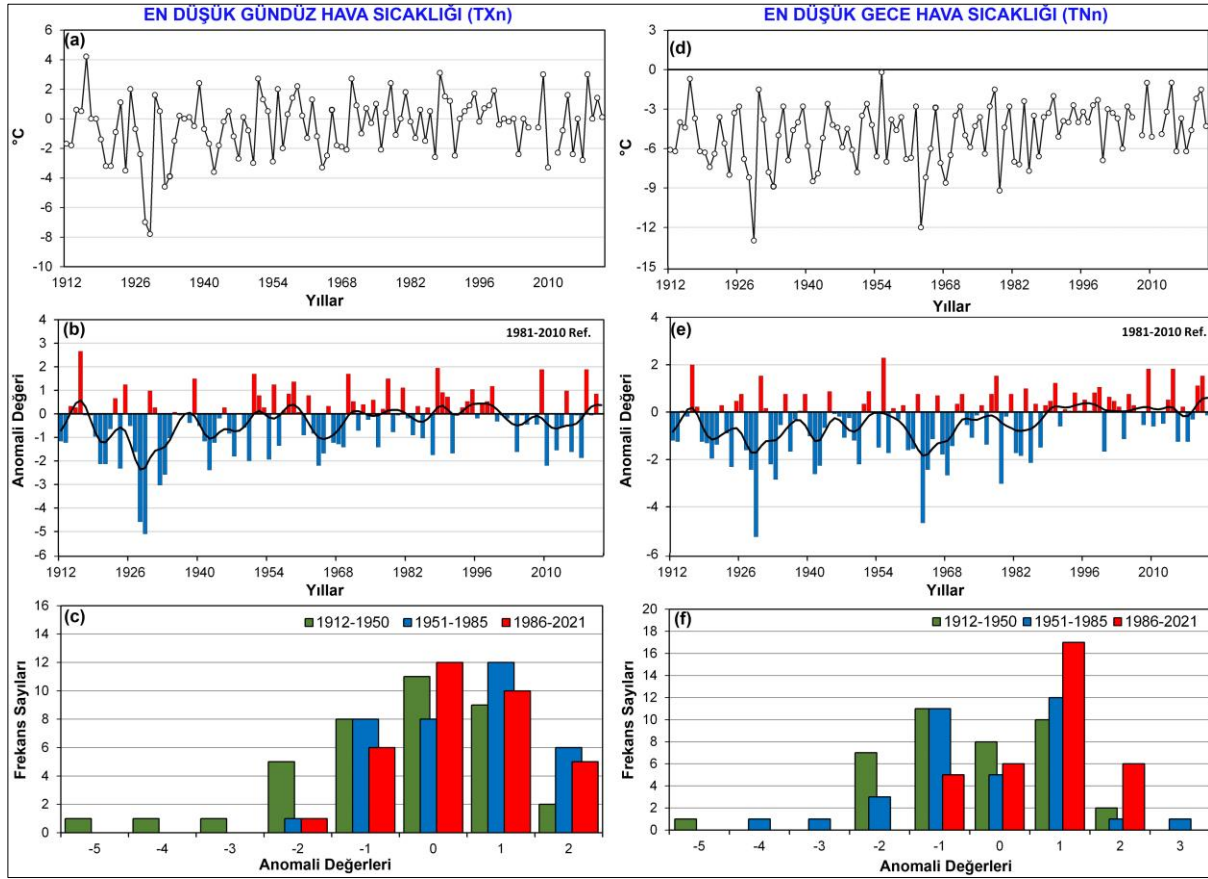 EN DÜŞÜK GÜNDÜZ HAVA SICAKLIĞI (TXn)
(a)
°C
6
4
2
0
-2
-4
-6
-8
-10
1912 1926 1940 1954 1968 1982 1996 2010
Yıllar
(b)
1981-2010 Ref.
Anomali Değeri
4
3
2
1
0
-1
-2
-3
-4
-5
-6
1912 1926 1940 1954 1968 1982 1996 2010
Yıllar
(c)
1912-1950 1951-1985 1986-2021
Frekans Sayıları
16
14
12
10
8
6
4
2
0
-5 -4 -3 -2 -1 0 1 2
Anomali Değerleri
EN DÜŞÜK GECE HAVA SICAKLIĞI (TNn)
(d)
°C
3
0
-3
-6
-9
-12
-15
1912 1926 1940 1954 1968 1982 1996 2010
Yıllar
(e)
1981-2010 Ref.
Anomali Değeri
4
2
0
-2
-4
-6
1912 1926 1940 1954 1968 1982 1996 2010
Yıllar
(f)
1912-1950 1951-1985 1986-2021
Frekans Sayıları
20
18
16
14
12
10
8
6
4
2
0
-5 -4 -3 -2 -1 0 1 2 3
Anomali Değerleri